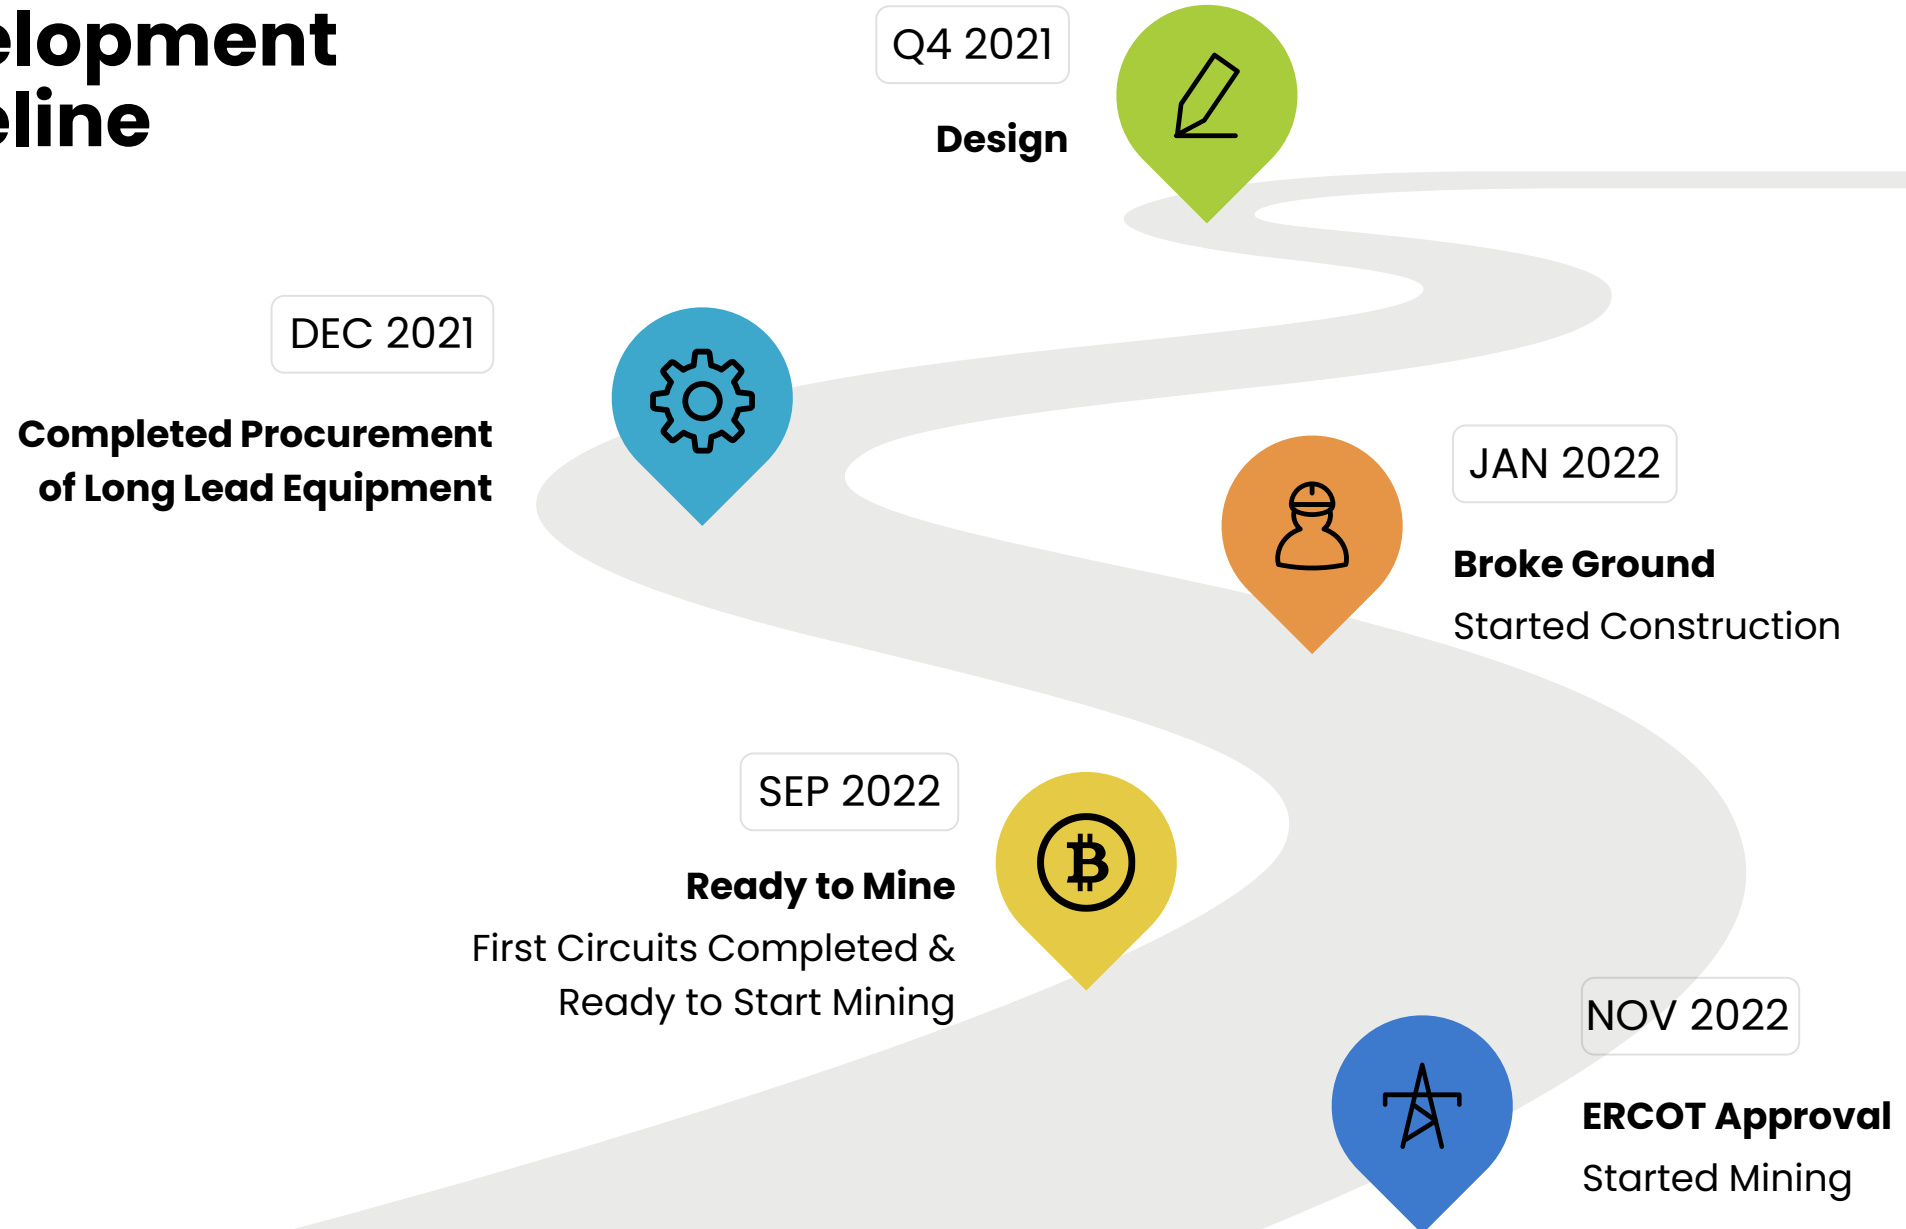 elopment
eline
Q4 2021
Design
DEC 2021
Completed Procurement
of Long Lead Equipment
JAN 2022
Broke Ground
Started Construction
SEP 2022
Ready to Mine
First Circuits Completed &
Ready to Start Mining
NOV 2022
ERCOT Approval
Started Mining